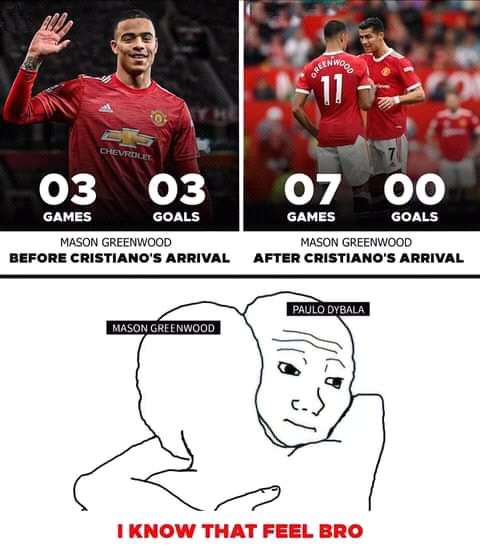 CHEVROLET
GREENWOOD
11
7
03 03 07 00
GAMES GOALS GAMES GOALS
MASON GREENWOOD MASON GREENWOOD
BEFORE CRISTIANO'S ARRIVAL AFTER CRISTIANO'S ARRIVAL
PAULO DYBALA
MASON GREENWOOD
I KNOW THAT FEEL BRO